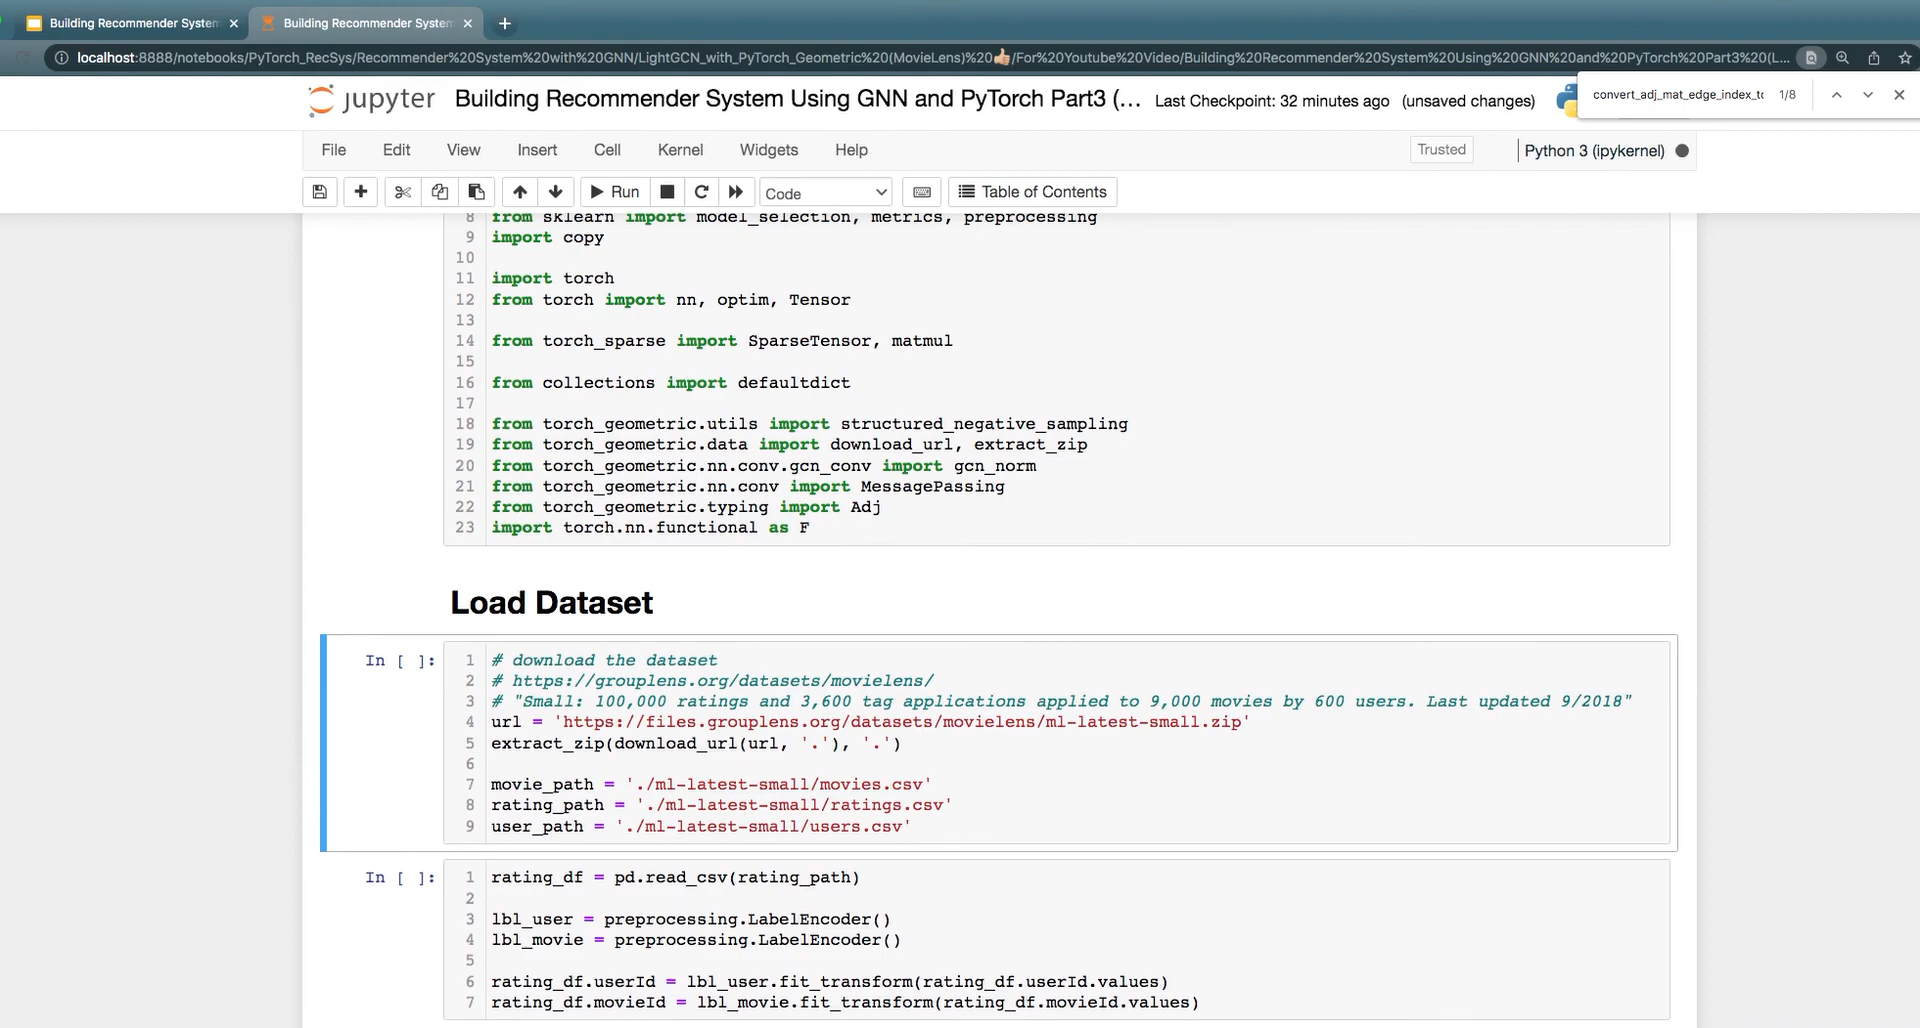 Building Recommender System
Building Recommender System
localhost:8888/notebooks/PyTorch_RecSys/Recommender%20System%20with%20GNN/LightGCN_with_PyTorch_Geometric%20(MovieLens)%20👍/For%20Youtube%20Video/Building%20Recommender%20System%20Using%20GNN%20and%20PyTorch%20Part3%20(L...
jupyter Building Recommender System Using GNN and PyTorch Part3 (... Last Checkpoint: 32 minutes ago (unsaved changes)
convert_adj_mat_edge_index_to 1/8
File Edit View Insert Cell Kernel Widgets Help Trusted Python 3 (ipykernel)
Run Code Table of Contents
8 from sklearn import model_selection, metrics, preprocessing
9 import copy
10
11 import torch
12 from torch import nn, optim, Tensor
13
14 from torch_sparse import SparseTensor, matmul
15
16 from collections import defaultdict
17
18 from torch_geometric.utils import structured_negative_sampling
19 from torch_geometric.data import download_url, extract_zip
20 from torch_geometric.nn.conv.gcn_conv import gcn_norm
21 from torch_geometric.nn.conv import MessagePassing
22 from torch_geometric.typing import Adj
23 import torch.nn.functional as F
Load Dataset
In [ ]: 1 # download the dataset
2 # https://grouplens.org/datasets/movielens/
3 # "Small: 100,000 ratings and 3,600 tag applications applied to 9,000 movies by 600 users. Last updated 9/2018"
4 url = 'https://files.grouplens.org/datasets/movielens/ml-latest-small.zip'
5 extract_zip(download_url(url, '.'), '.')
6
7 movie_path = './ml-latest-small/movies.csv'
8 rating_path = './ml-latest-small/ratings.csv'
9 user_path = './ml-latest-small/users.csv'
In [ ]: 1 rating_df = pd.read_csv(rating_path)
2
3 lbl_user = preprocessing.LabelEncoder()
4 lbl_movie = preprocessing.LabelEncoder()
5
6 rating_df.userId = lbl_user.fit_transform(rating_df.userId.values)
7 rating_df.movieId = lbl_movie.fit_transform(rating_df.movieId.values)